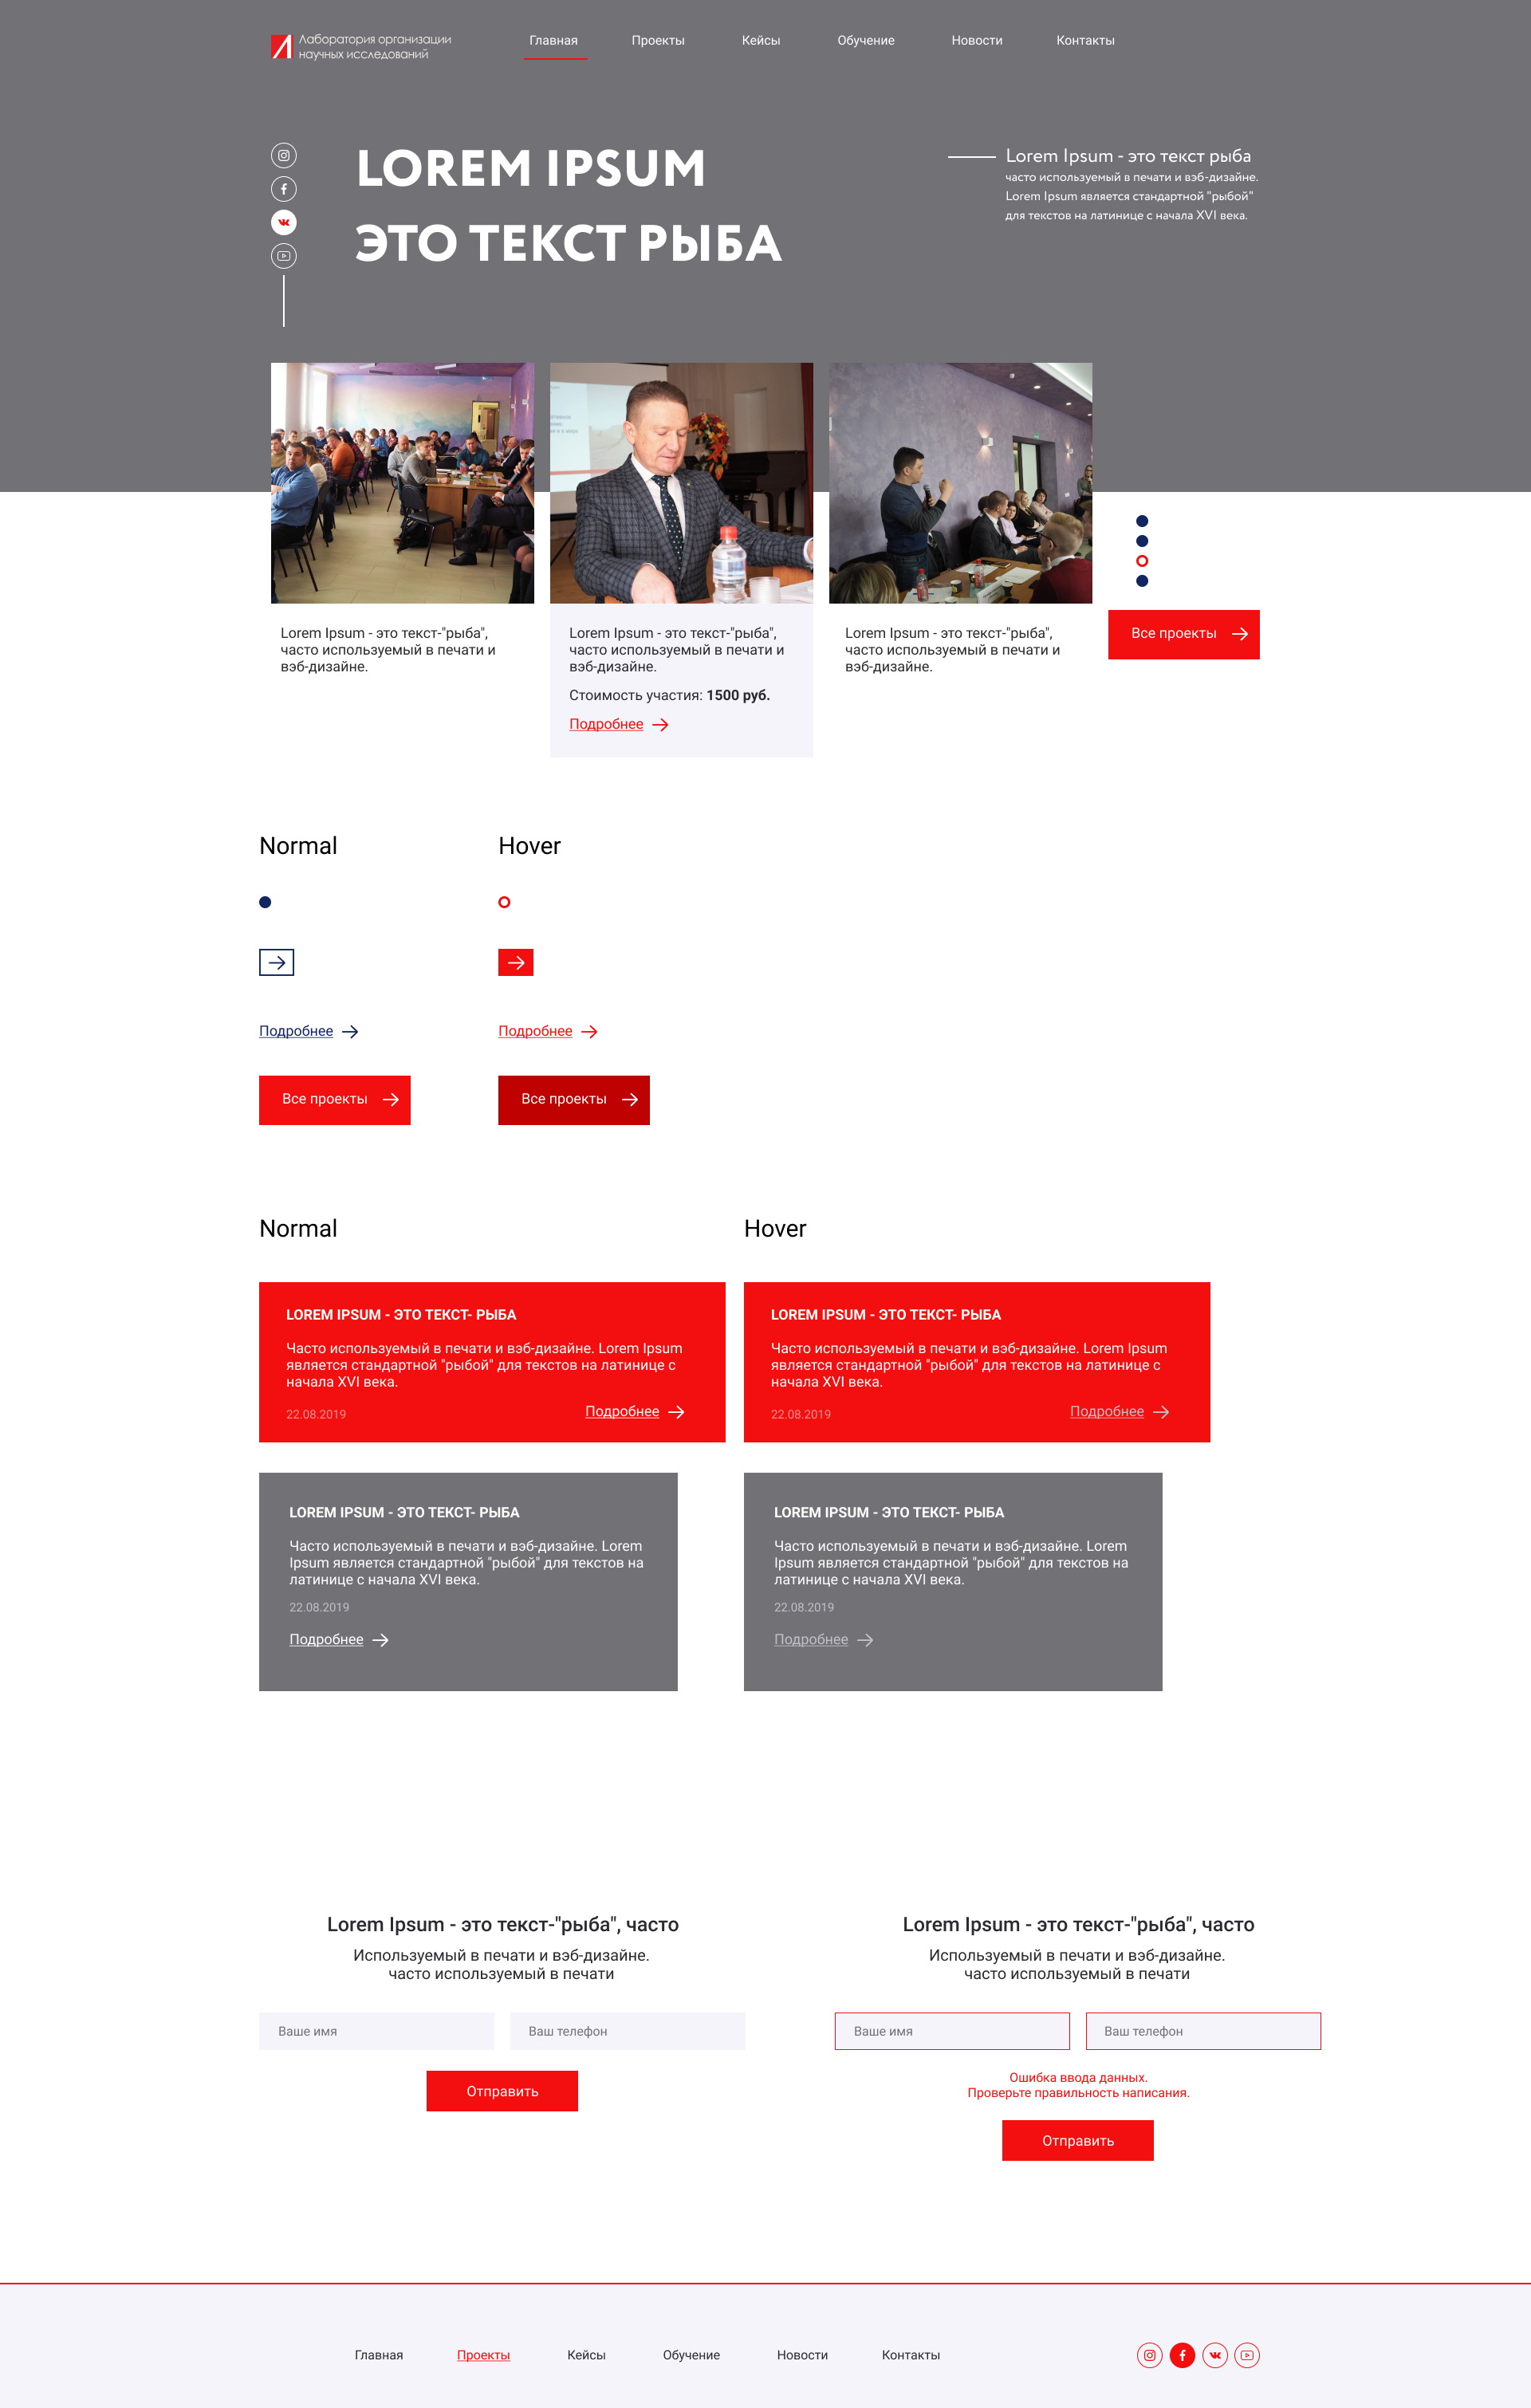 Лаборатория организации
научных исследований
Главная
Проекты
Кейсы
Обучение
Новости
Контакты
LOREM IPSUM
ЭТО ТЕКСТ РЫБА
Lorem Ipsum - это текст рыба
часто используемый в печати и вэб-дизайне.
Lorem Ipsum является стандартной "рыбой"
для текстов на латинице с начала XVI века.
Lorem Ipsum - это текст-"рыба",
часто используемый в печати и
вэб-дизайне.
Lorem Ipsum - это текст-"рыба",
часто используемый в печати и
вэб-дизайне.
Стоимость участия: 1500 руб.
Подробнее
Lorem Ipsum - это текст-"рыба",
часто используемый в печати и
вэб-дизайне.
Все проекты
Normal
Hover
Подробнее
Подробнее
Все проекты
Все проекты
Normal
Hover
LOREM IPSUM - ЭТО ТЕКСТ- РЫБА
Часто используемый в печати и вэб-дизайне. Lorem Ipsum
является стандартной "рыбой" для текстов на латинице с
начала XVI века.
22.08.2019
Подробнее
LOREM IPSUM - ЭТО ТЕКСТ- РЫБА
Часто используемый в печати и вэб-дизайне. Lorem Ipsum
является стандартной "рыбой" для текстов на латинице с
начала XVI века.
22.08.2019
Подробнее
LOREM IPSUM - ЭТО ТЕКСТ- РЫБА
Часто используемый в печати и вэб-дизайне. Lorem
Ipsum является стандартной "рыбой" для текстов на
латинице с начала XVI века.
22.08.2019
Подробнее
LOREM IPSUM - ЭТО ТЕКСТ- РЫБА
Часто используемый в печати и вэб-дизайне. Lorem
Ipsum является стандартной "рыбой" для текстов на
латинице с начала XVI века.
22.08.2019
Подробнее
Lorem Ipsum - это текст-"рыба", часто
Используемый в печати и вэб-дизайне.
часто используемый в печати
Ваше имя
Ваш телефон
Отправить
Lorem Ipsum - это текст-"рыба", часто
Используемый в печати и вэб-дизайне.
часто используемый в печати
Ваше имя
Ваш телефон
Ошибка ввода данных.
Проверьте правильность написания.
Отправить
Главная
Проекты
Кейсы
Обучение
Новости
Контакты